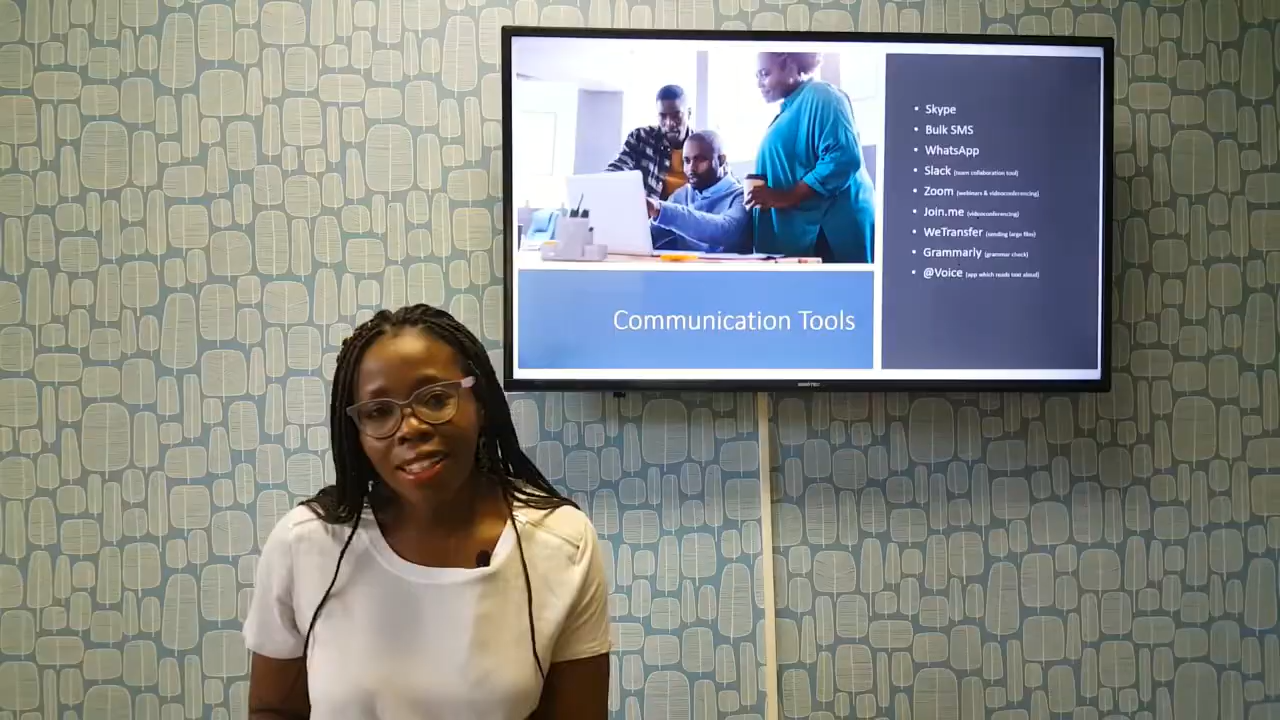 • Skype
• Bulk SMS
• WhatsApp
• Slack (team collaboration tool)
• Zoom (webinars & videoconferencing)
• Join.me (videoconferencing)
• WeTransfer (sending large files)
• Grammarly (grammar check)
• @Voice (app which reads text aloud)
Communication Tools